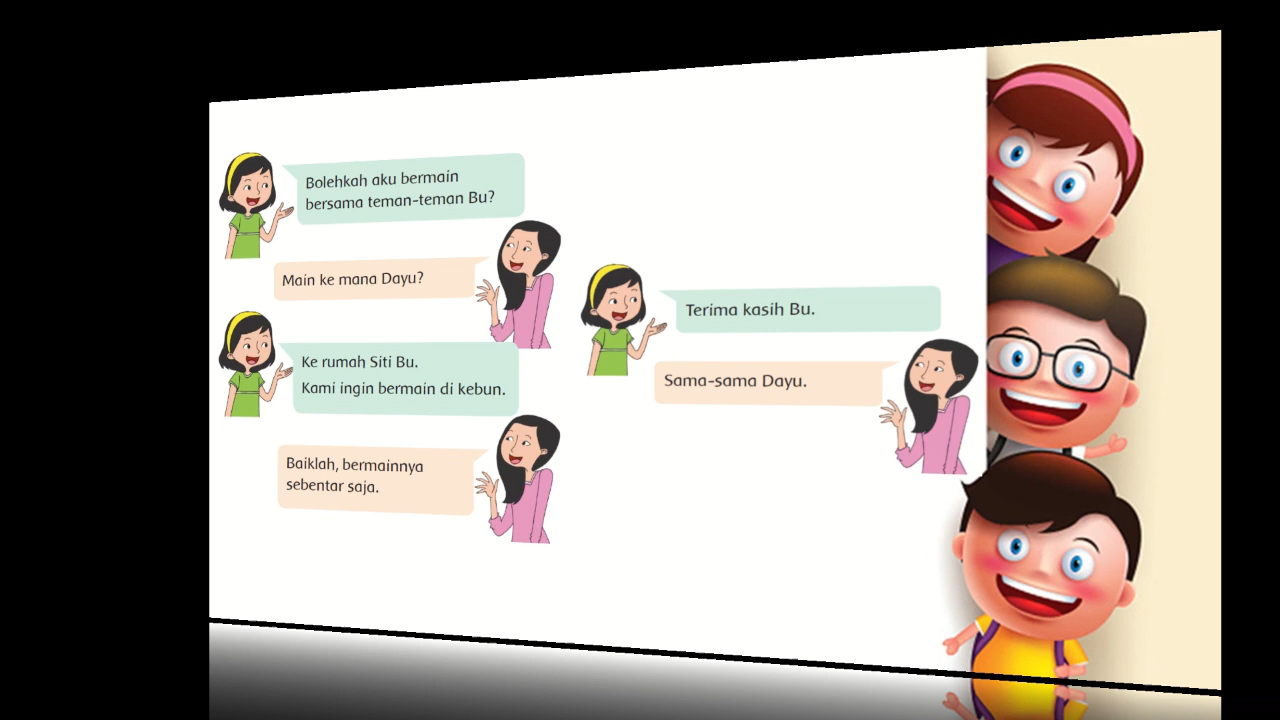 Bolehkah aku bermain
bersama teman-teman Bu?
Main ke mana Dayu?
Ke rumah Siti Bu.
Kami ingin bermain di kebun.
Baiklah, bermainnya
sebentar saja.
Terima kasih Bu.
Sama-sama Dayu.